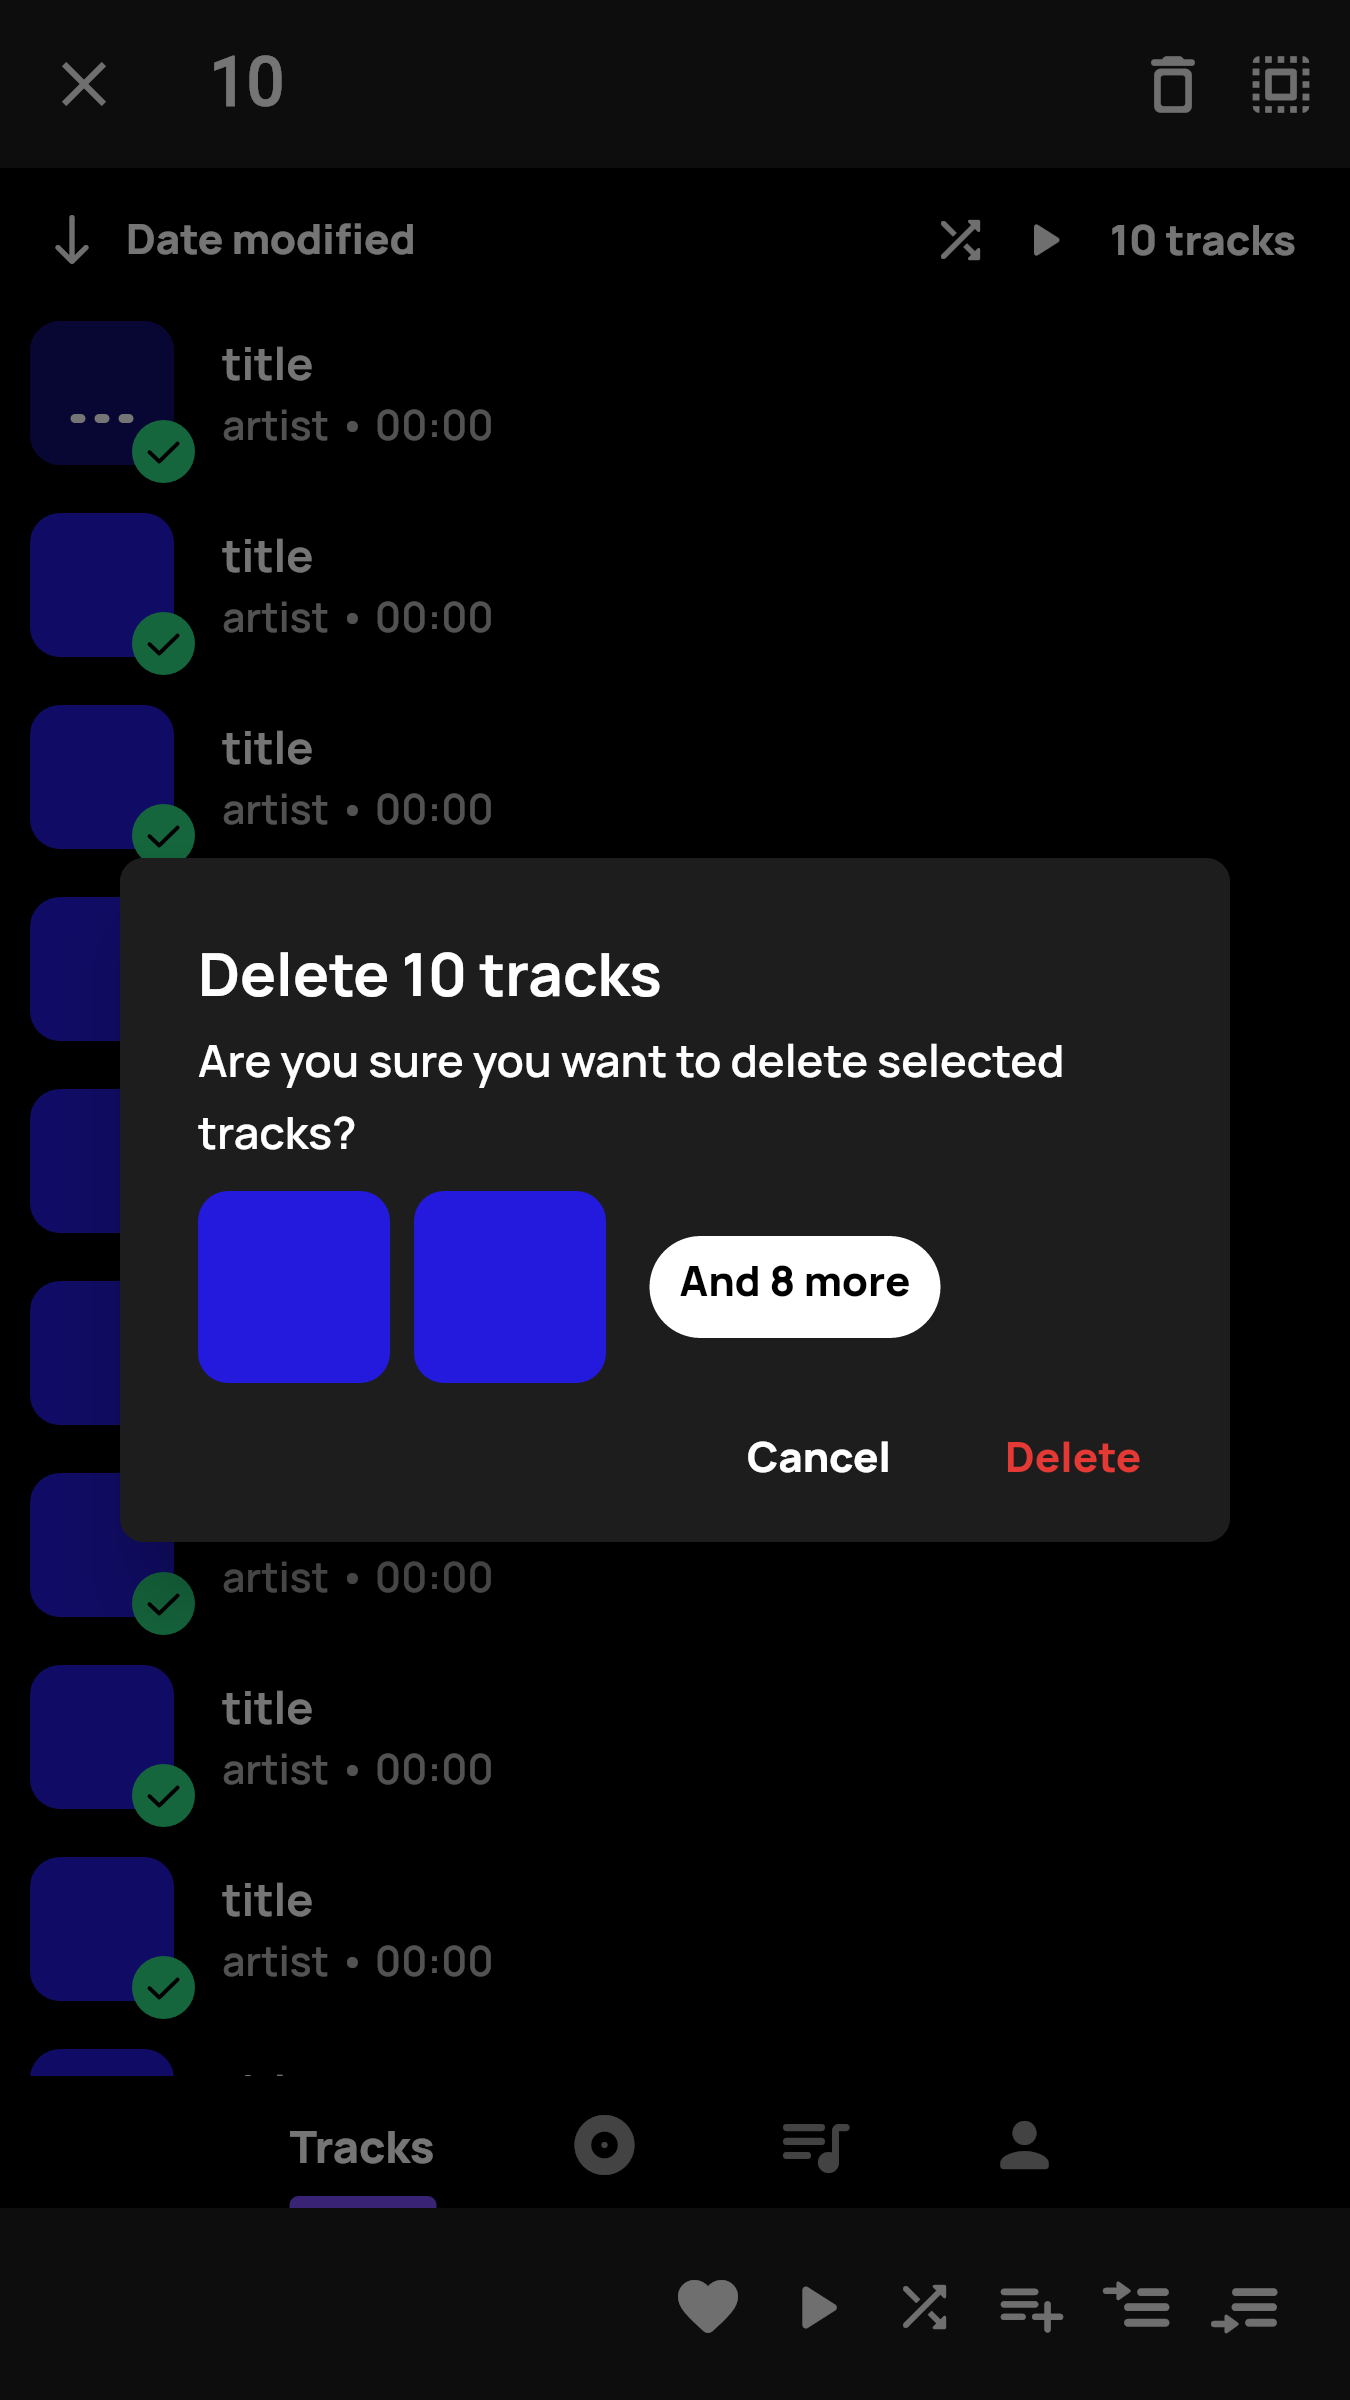 10
Date modified
10 tracks
title
artist • 00:00
title
artist • 00:00
title
artist • 00:00
Delete 10 tracks
Are you sure you want to delete selected
tracks?
And 8 more
Cancel Delete
artist • 00:00
title
artist • 00:00
title
artist • 00:00
Tracks